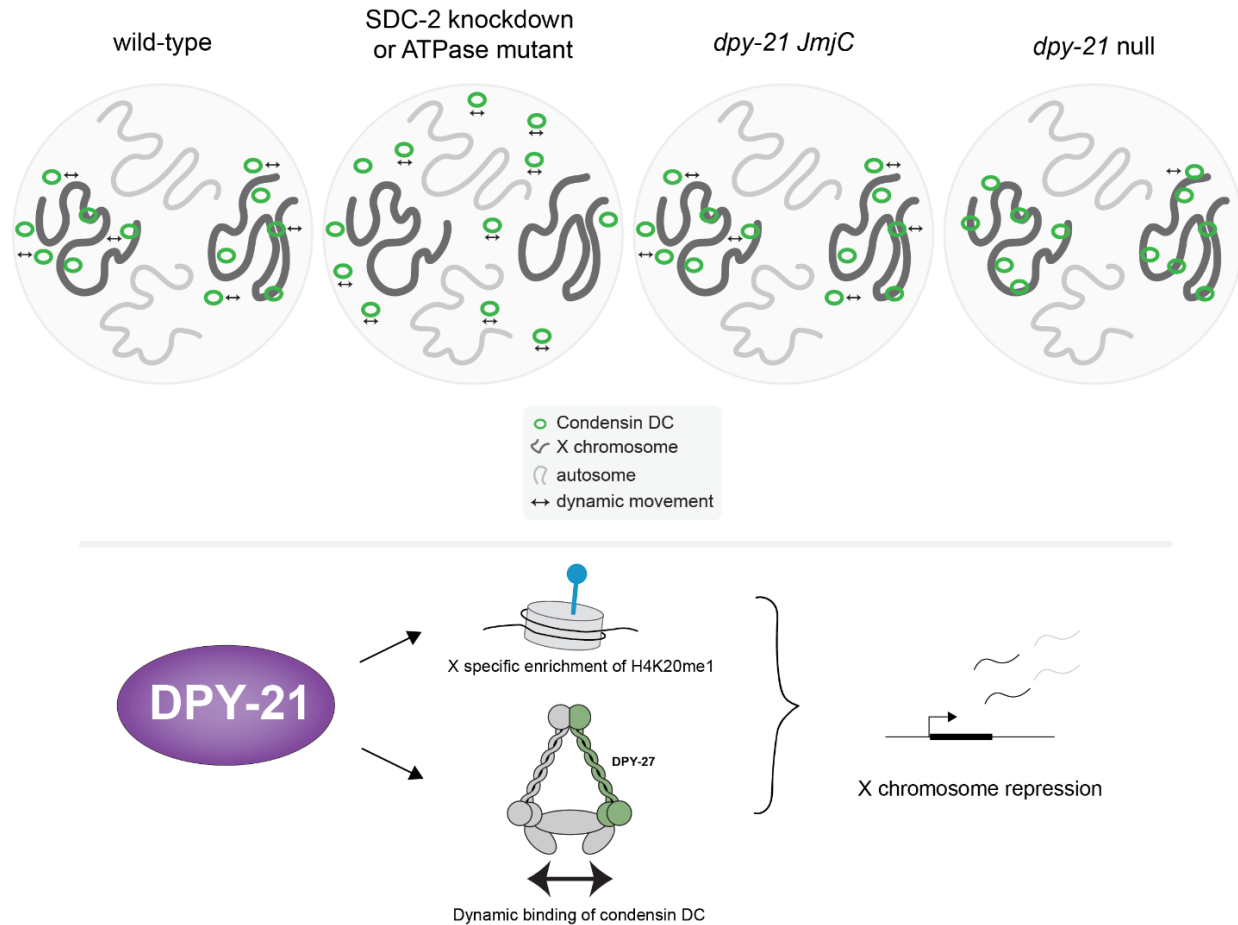 wild-type
SDC-2 knockdown
or ATPase mutant
dpy-21 JmjC
dpy-21 null
Condensin DC
X chromosome
autosome
dynamic movement
X specific enrichment of H4K20me1
DPY-21
DPY-27
X chromosome repression
Dynamic binding of condensin DC